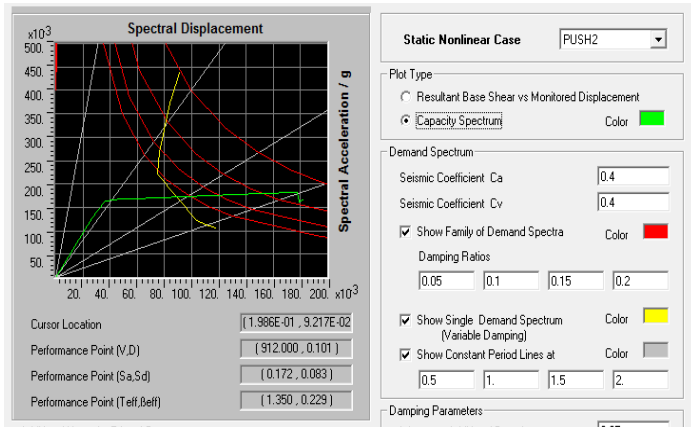 Spectral Displacement
x10³
500.
450.
400.
350.
300.
250.
200.
150.
100.
50.
Spectral Acceleration / g
20. 40. 60. 80. 100. 120. 140. 160. 180. 200. x10³
Cursor Location
( 1.986E-01 , 9.217E-02
Performance Point (V,D)
( 912.000 , 0.101 )
Performance Point (Sa,Sd)
( 0.172 , 0.083 )
Performance Point (Teff,βeff)
( 1.350 , 0.229 )
Static Nonlinear Case
PUSH2
Plot Type
Resultant Base Shear vs Monitored Displacement
Capacity Spectrum
Color
Demand Spectrum
Seismic Coefficient Ca
0.4
Seismic Coefficient Cv
0.4
Show Family of Demand Spectra
Color
Damping Ratios
0.05 0.1 0.15 0.2
Show Single Demand Spectrum
Color
(Variable Damping)
Show Constant Period Lines at
Color
0.5 1. 1.5 2.
Damping Parameters